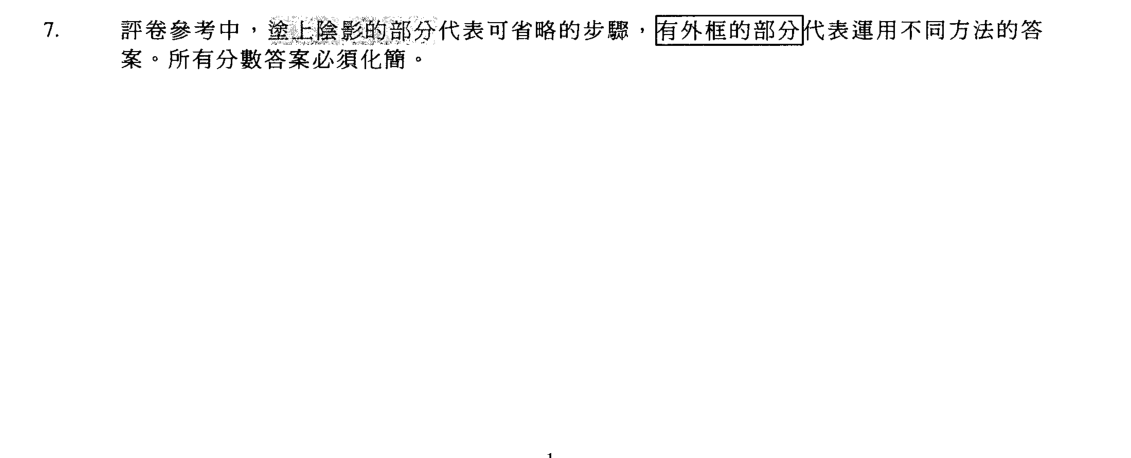 7. 評卷參考中，塗上陰影的部分代表可省略的步驟，有外框的部分代表運用不同方法的答
案。所有分數答案必須化簡。
1